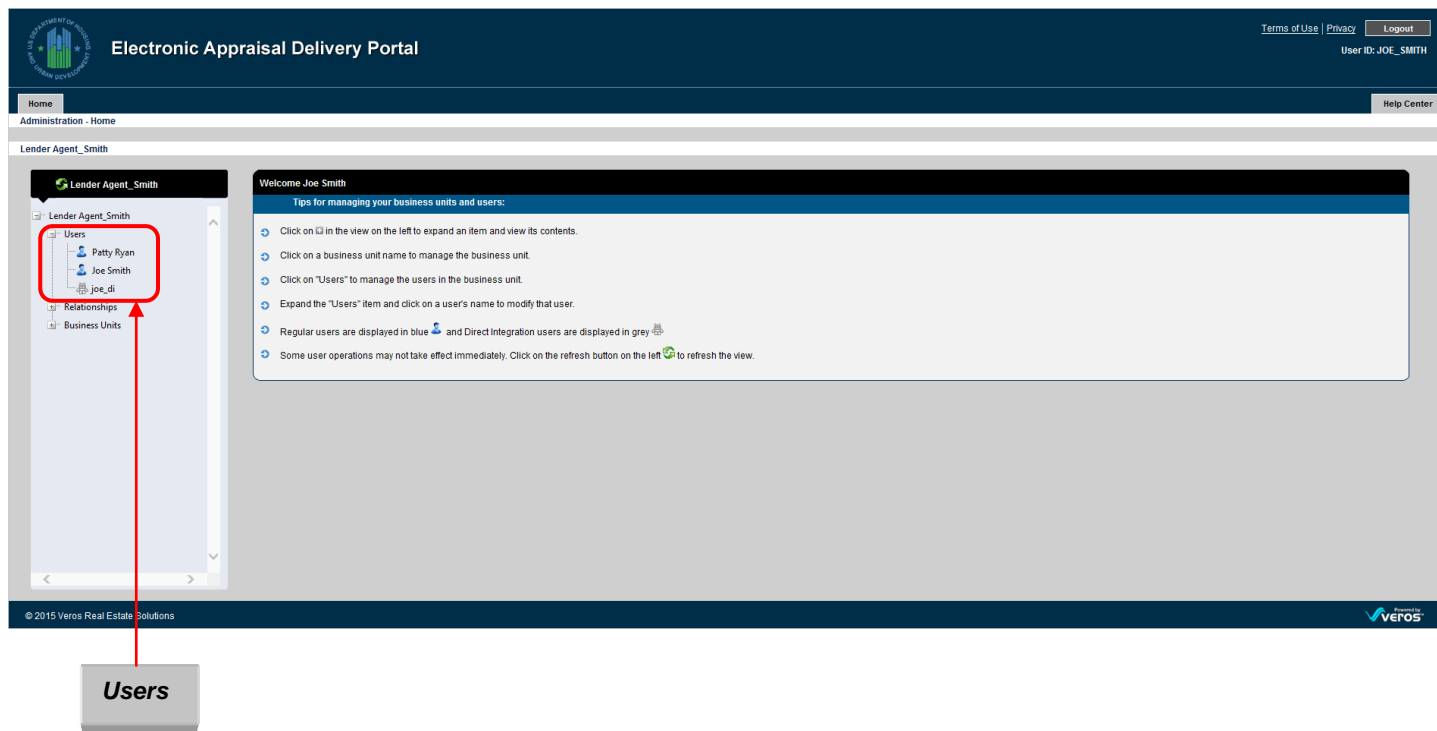 U.S. DEPARTMENT OF HOUSING AND URBAN DEVELOPMENT
Electronic Appraisal Delivery Portal
Terms of Use | Privacy Logout
User ID: JOE_SMITH
Home Help Center
Administration - Home
Lender Agent_Smith
Lender Agent_Smith
Lender Agent_Smith
Users
Patty Ryan
Joe Smith
joe_di
Relationships
Business Units
Welcome Joe Smith
Tips for managing your business units and users:
Click on in the view on the left to expand an item and view its contents.
Click on a business unit name to manage the business unit.
Click on "Users" to manage the users in the business unit.
Expand the "Users" item and click on a user's name to modify that user.
Regular users are displayed in blue and Direct Integration users are displayed in grey
Some user operations may not take effect immediately. Click on the refresh button on the left to refresh the view.
© 2015 Veros Real Estate Solutions
Powered by
veros
Users